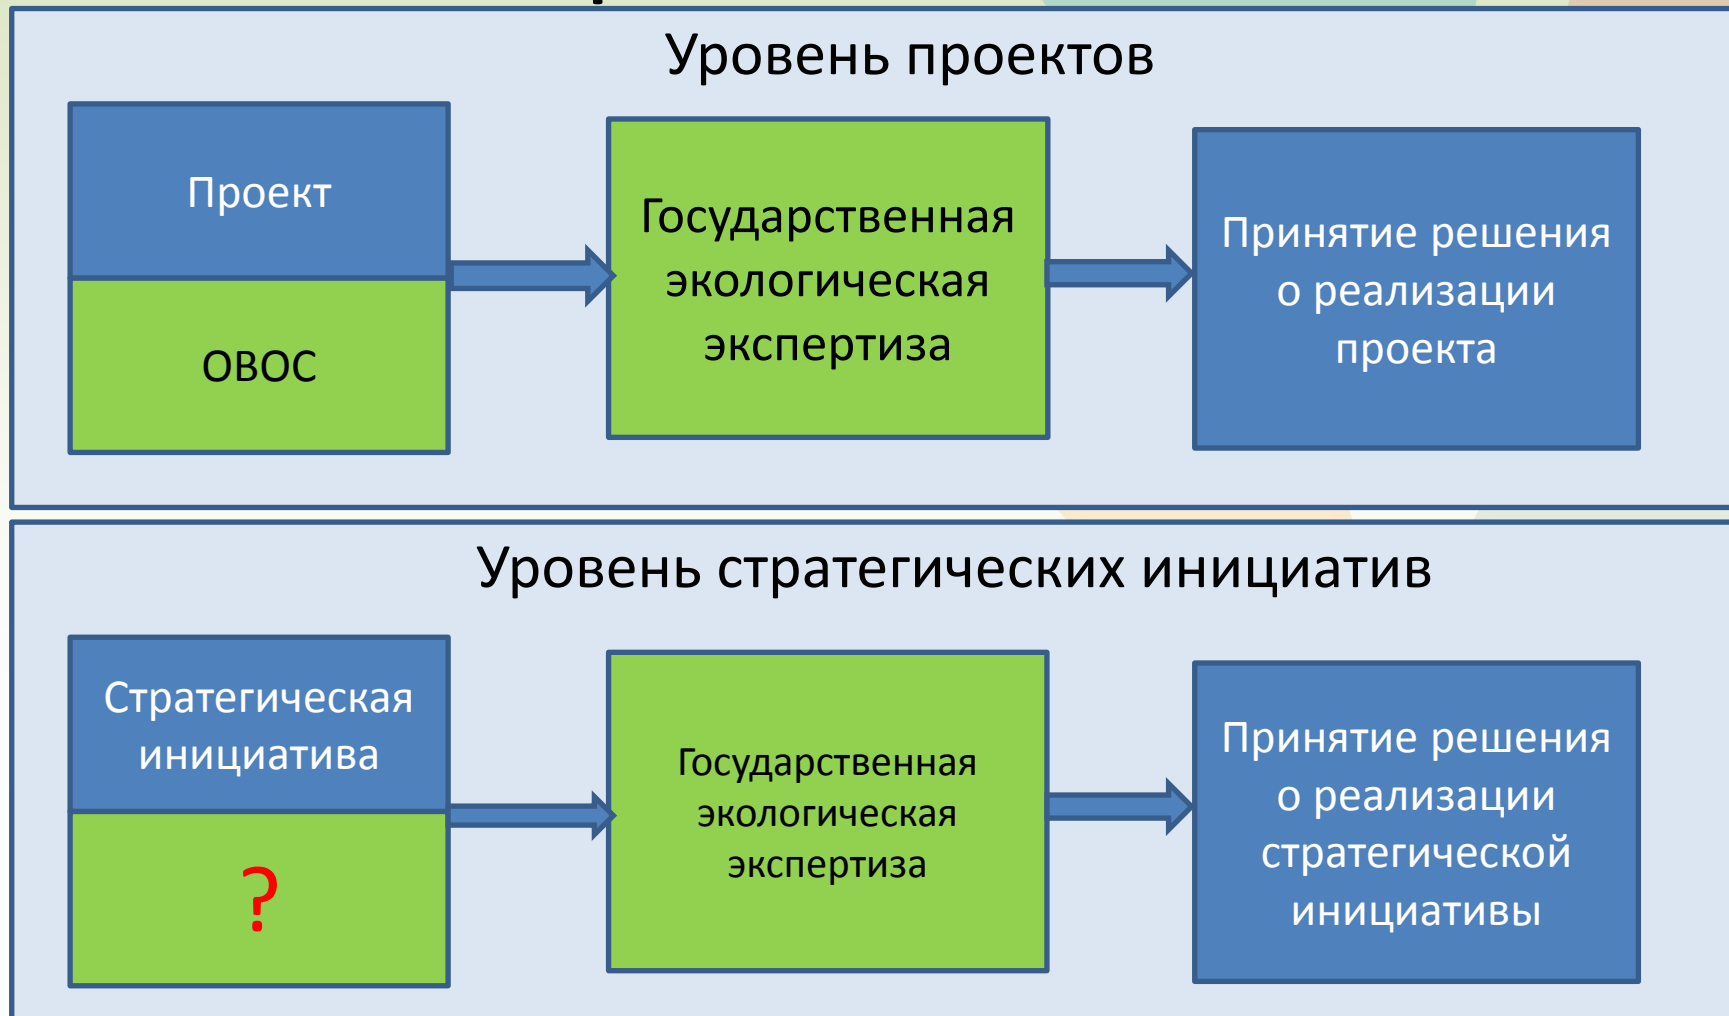 Уровень проектов
Проект
ОВОС
Государственная
экологическая
экспертиза
Принятие решения
о реализации
проекта
Уровень стратегических инициатив
Стратегическая
инициатива
?
Государственная
экологическая
экспертиза
Принятие решения
о реализации
стратегической
инициативы